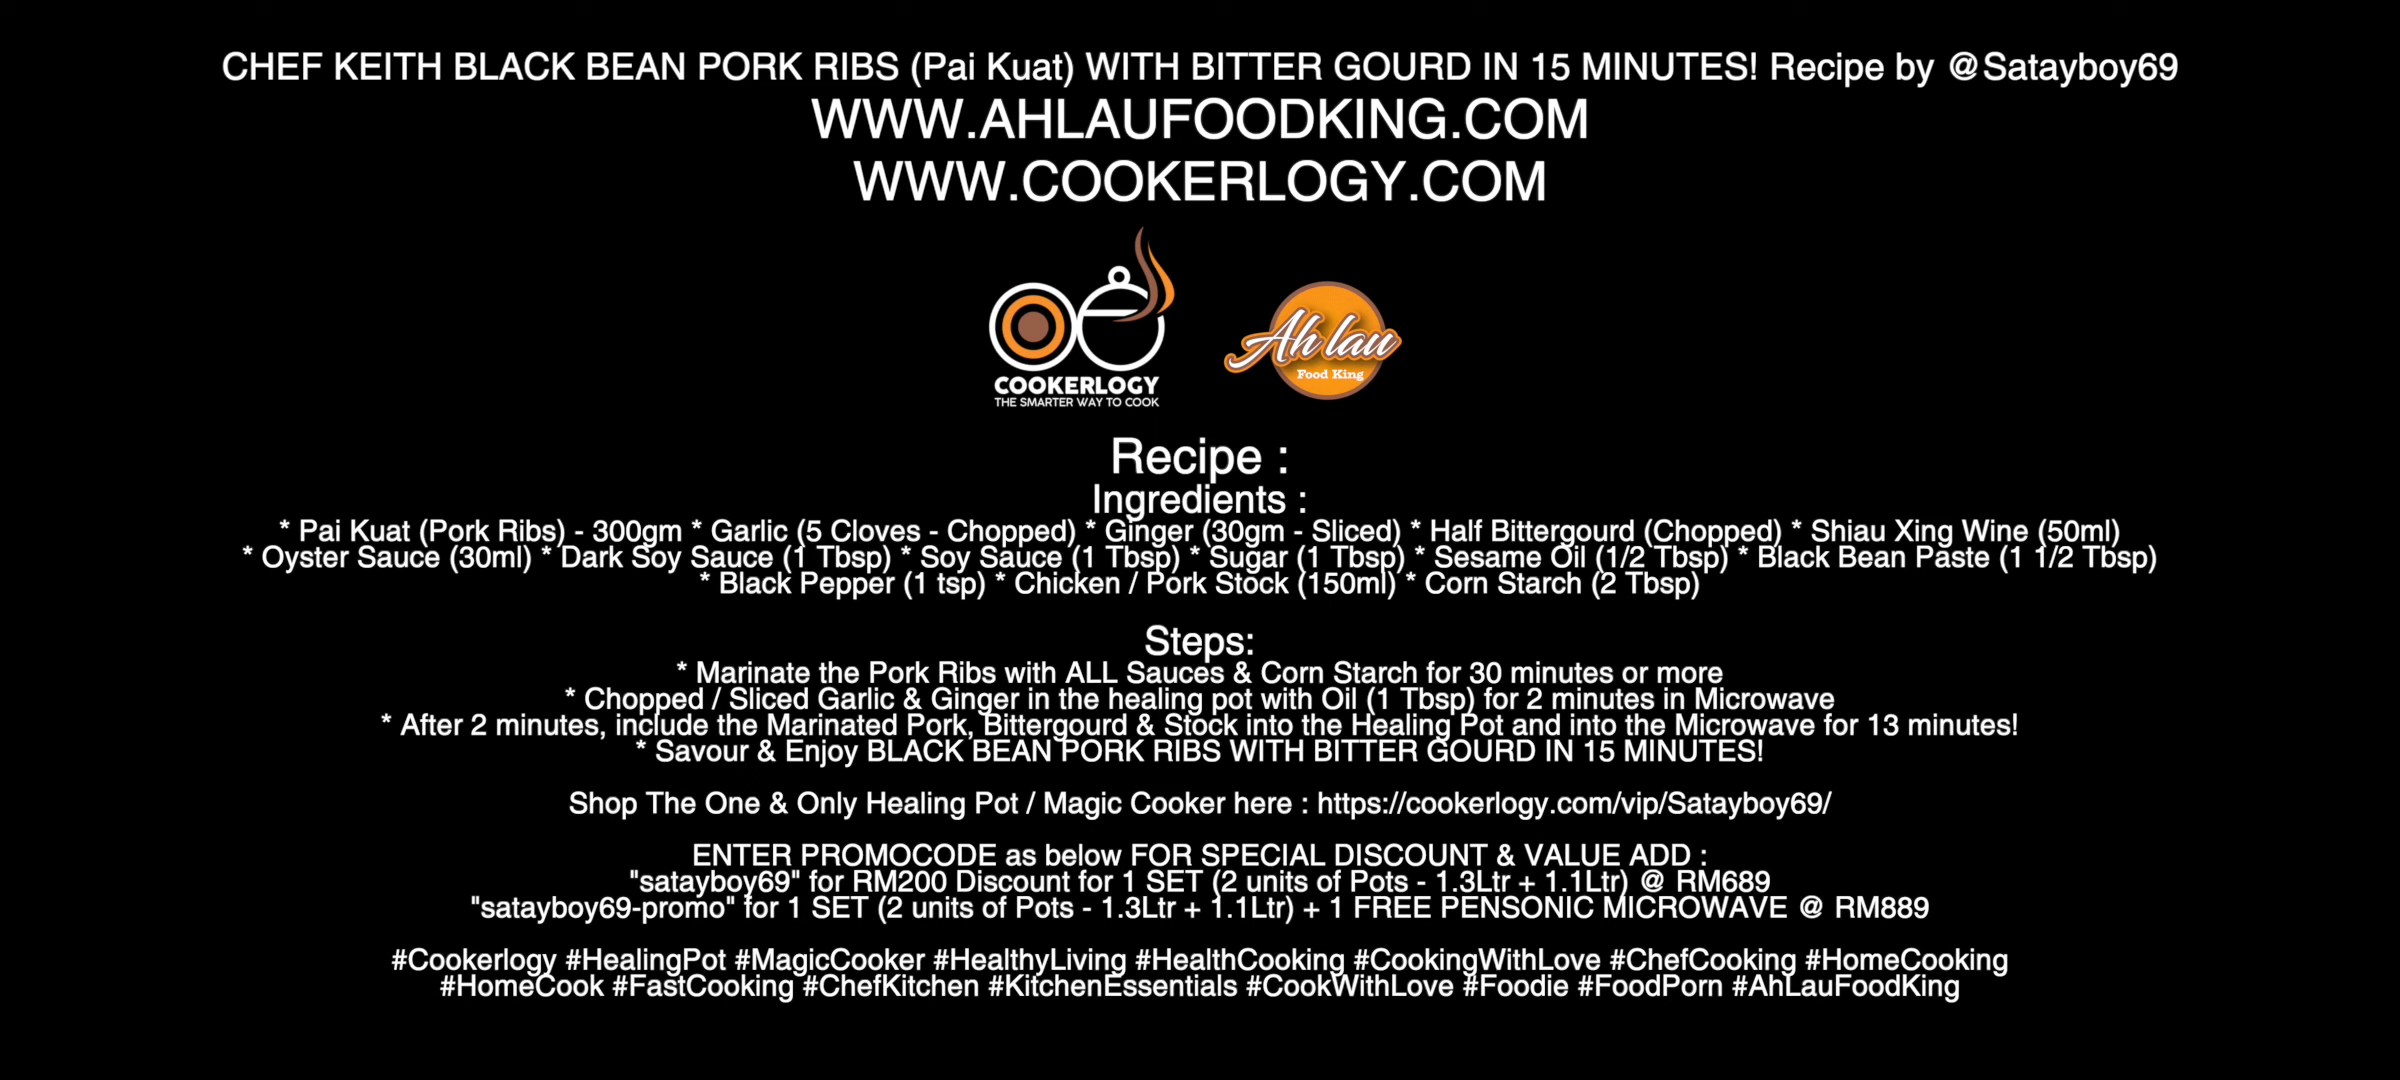 CHEF KEITH BLACK BEAN PORK RIBS (Pai Kuat) WITH BITTER GOURD IN 15 MINUTES! Recipe by @Satayboy69
WWW.AHLAUFOODKING.COM
WWW.COOKERLOGY.COM
COOKERLOGY
THE SMARTER WAY TO COOK
Ah lau
Food King
Recipe :
Ingredients :
* Pai Kuat (Pork Ribs) - 300gm * Garlic (5 Cloves - Chopped) * Ginger (30gm - Sliced) * Half Bittergourd (Chopped) * Shiau Xing Wine (50ml)
* Oyster Sauce (30ml) * Dark Soy Sauce (1 Tbsp) * Soy Sauce (1 Tbsp) * Sugar (1 Tbsp) * Sesame Oil (1/2 Tbsp) * Black Bean Paste (1 1/2 Tbsp)
* Black Pepper (1 tsp) * Chicken / Pork Stock (150ml) * Corn Starch (2 Tbsp)
Steps:
* Marinate the Pork Ribs with ALL Sauces & Corn Starch for 30 minutes or more
* Chopped / Sliced Garlic & Ginger in the healing pot with Oil (1 Tbsp) for 2 minutes in Microwave
* After 2 minutes, include the Marinated Pork, Bittergourd & Stock into the Healing Pot and into the Microwave for 13 minutes!
* Savour & Enjoy BLACK BEAN PORK RIBS WITH BITTER GOURD IN 15 MINUTES!
Shop The One & Only Healing Pot / Magic Cooker here : https://cookerlogy.com/vip/Satayboy69/
ENTER PROMOCODE as below FOR SPECIAL DISCOUNT & VALUE ADD :
"satayboy69" for RM200 Discount for 1 SET (2 units of Pots - 1.3Ltr + 1.1Ltr) @ RM689
"satayboy69-promo" for 1 SET (2 units of Pots - 1.3Ltr + 1.1Ltr) + 1 FREE PENSONIC MICROWAVE @ RM889
#Cookerlogy #HealingPot #MagicCooker #HealthyLiving #HealthCooking #CookingWithLove #ChefCooking #HomeCooking
#HomeCook #FastCooking #ChefKitchen #KitchenEssentials #CookWithLove #Foodie #FoodPorn #AhLauFoodKing